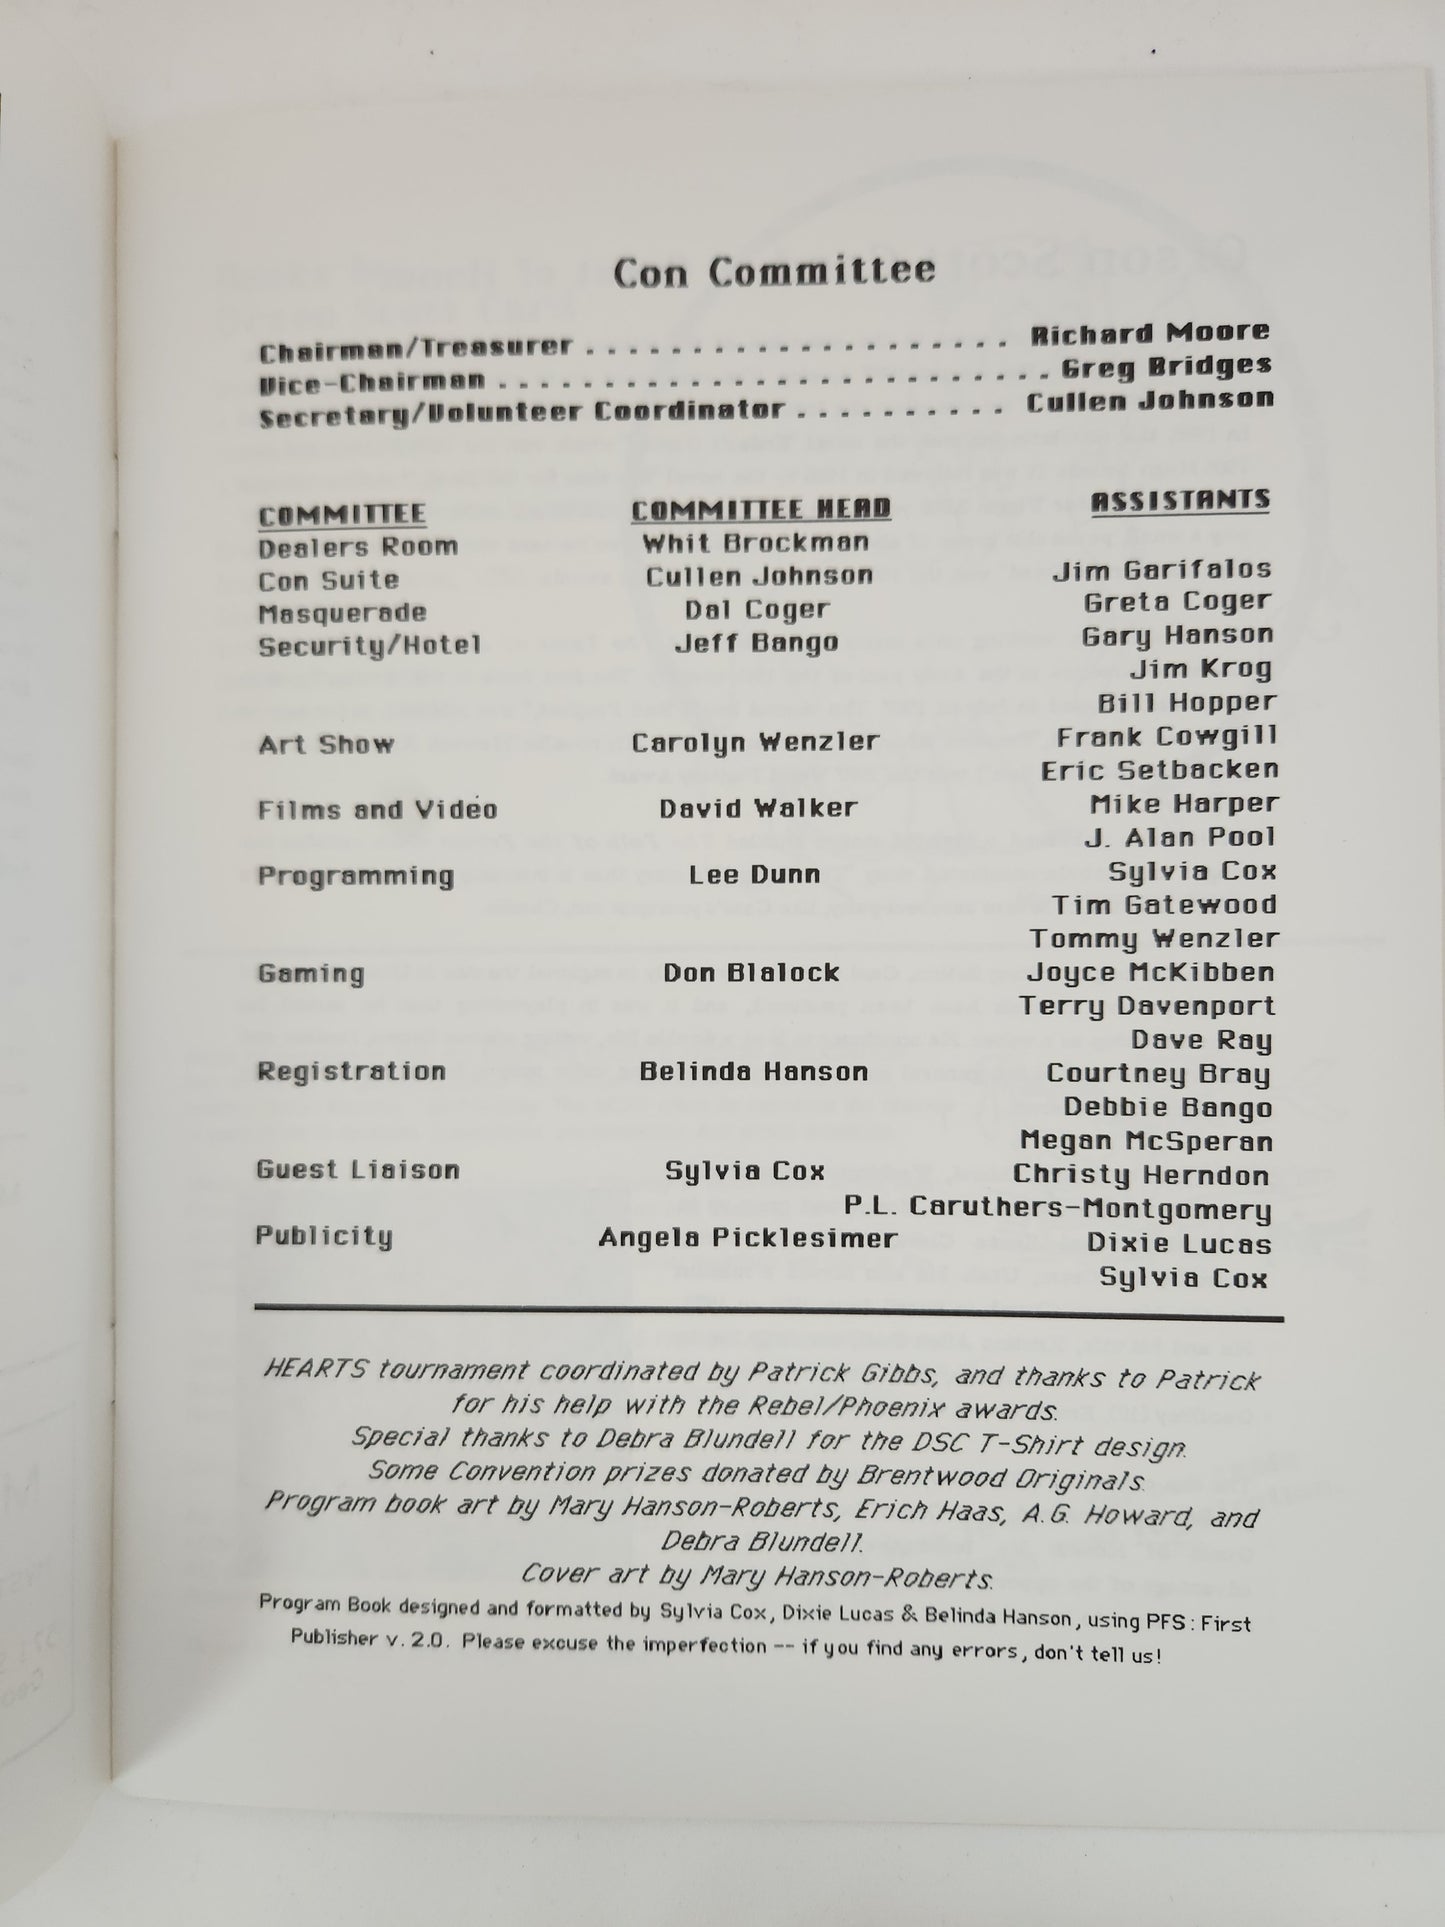 Con Committee
Chairman/Treasurer . . . . . . . . . . . . . . . . . . . . Richard Moore
Vice-Chairman . . . . . . . . . . . . . . . . . . . . . . . . . . Greg Bridges
Secretary/Volunteer Coordinator . . . . . . . . . . Cullen Johnson
COMMITTEE COMMITTEE HEAD ASSISTANTS
Dealers Room Whit Brockman
Con Suite Cullen Johnson Jim Garifalos
Masquerade Dal Coger Greta Coger
Security/Hotel Jeff Bango Gary Hanson
Jim Krog
Bill Hopper
Art Show Carolyn Wenzler Frank Cowgill
Eric Setbacken
Films and Video David Walker Mike Harper
J. Alan Pool
Programming Lee Dunn Sylvia Cox
Tim Gatewood
Tommy Wenzler
Gaming Don Blalock Joyce McKibben
Terry Davenport
Dave Ray
Registration Belinda Hanson Courtney Bray
Debbie Bango
Megan McSperan
Guest Liaison Sylvia Cox Christy Herndon
P.L. Caruthers-Montgomery
Publicity Angela Picklesimer Dixie Lucas
Sylvia Cox
HEARTS tournament coordinated by Patrick Gibbs, and thanks to Patrick
for his help with the Rebel/Phoenix awards.
Special thanks to Debra Blundell for the DSC T-Shirt design.
Some Convention prizes donated by Brentwood Originals.
Program book art by Mary Hanson-Roberts, Erich Haas, A.G. Howard, and
Debra Blundell.
Cover art by Mary Hanson-Roberts.
Program Book designed and formatted by Sylvia Cox, Dixie Lucas & Belinda Hanson, using PFS: First
Publisher v. 2.0. Please excuse the imperfection -- if you find any errors, don't tell us!